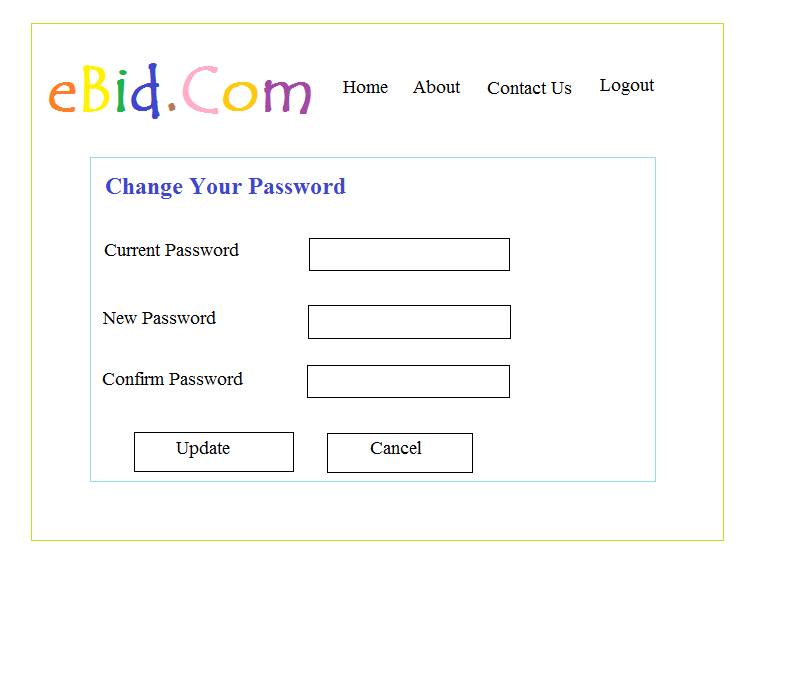 eBid.Com Home About Contact Us Logout
Change Your Password
Current Password
New Password
Confirm Password
Update Cancel